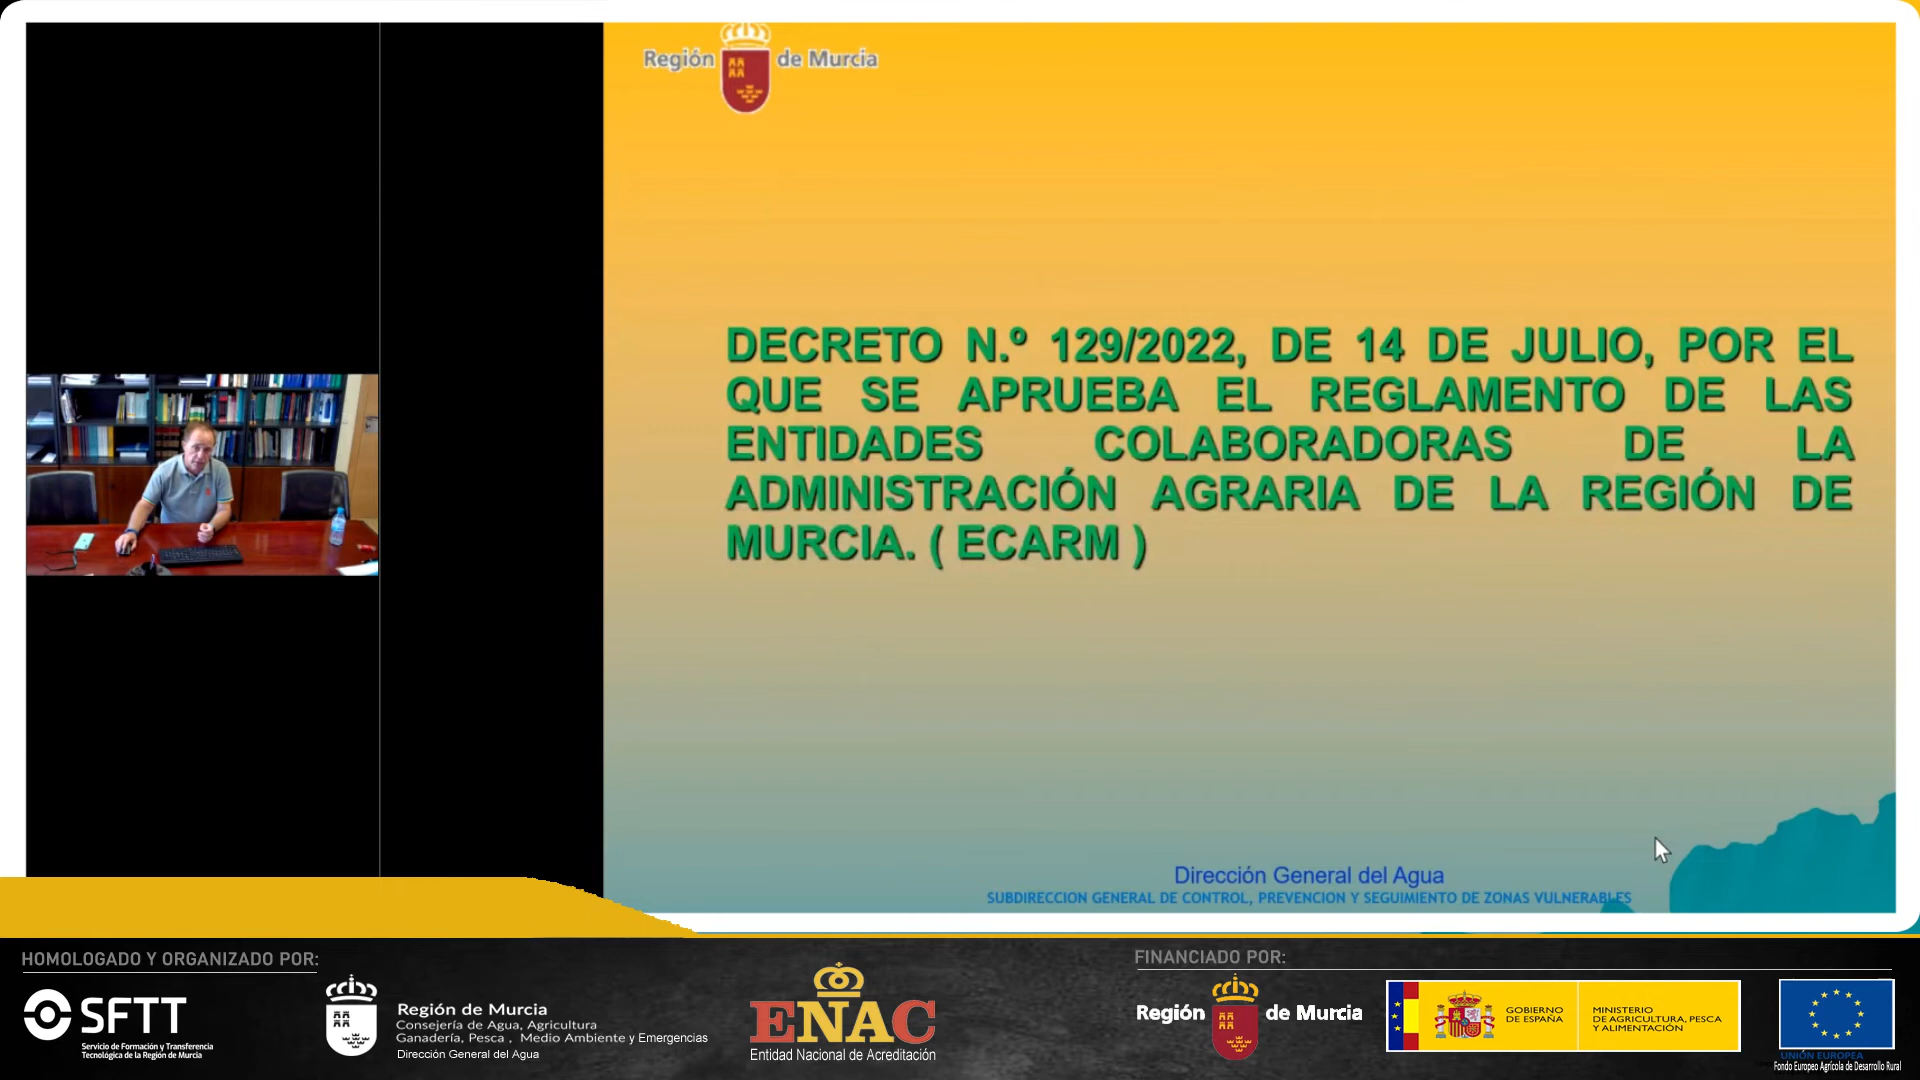 Región de Murcia
DECRETO N.º 129/2022, DE 14 DE JULIO, POR EL
QUE SE APRUEBA EL REGLAMENTO DE LAS
ENTIDADES COLABORADORAS DE LA
ADMINISTRACIÓN AGRARIA DE LA REGIÓN DE
MURCIA. ( ECARM )
Dirección General del Agua
SUBDIRECCION GENERAL DE CONTROL, PREVENCION Y SEGUIMIENTO DE ZONAS VULNERABLES
HOMOLOGADO Y ORGANIZADO POR:
SFTT
Servicio de Formación y Transferencia
Tecnológica de la Región de Murcia
Región de Murcia
Consejería de Agua, Agricultura
Ganadería, Pesca , Medio Ambiente y Emergencias
Dirección General del Agua
ENAC
Entidad Nacional de Acreditación
FINANCIADO POR:
Región de Murcia
GOBIERNO
DE ESPAÑA
MINISTERIO
DE AGRICULTURA, PESCA
Y ALIMENTACIÓN
UNIÓN EUROPEA
Fondo Europeo Agrícola de Desarrollo Rural